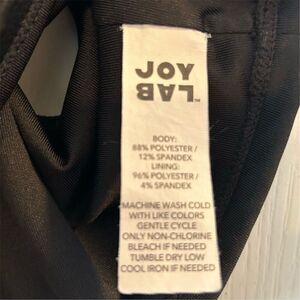 JOY
LAB™
BODY:
88% POLYESTER /
12% SPANDEX
LINING:
96% POLYESTER /
4% SPANDEX
MACHINE WASH COLD
WITH LIKE COLORS
GENTLE CYCLE
ONLY NON-CHLORINE
BLEACH IF NEEDED
TUMBLE DRY LOW
COOL IRON IF NEEDED